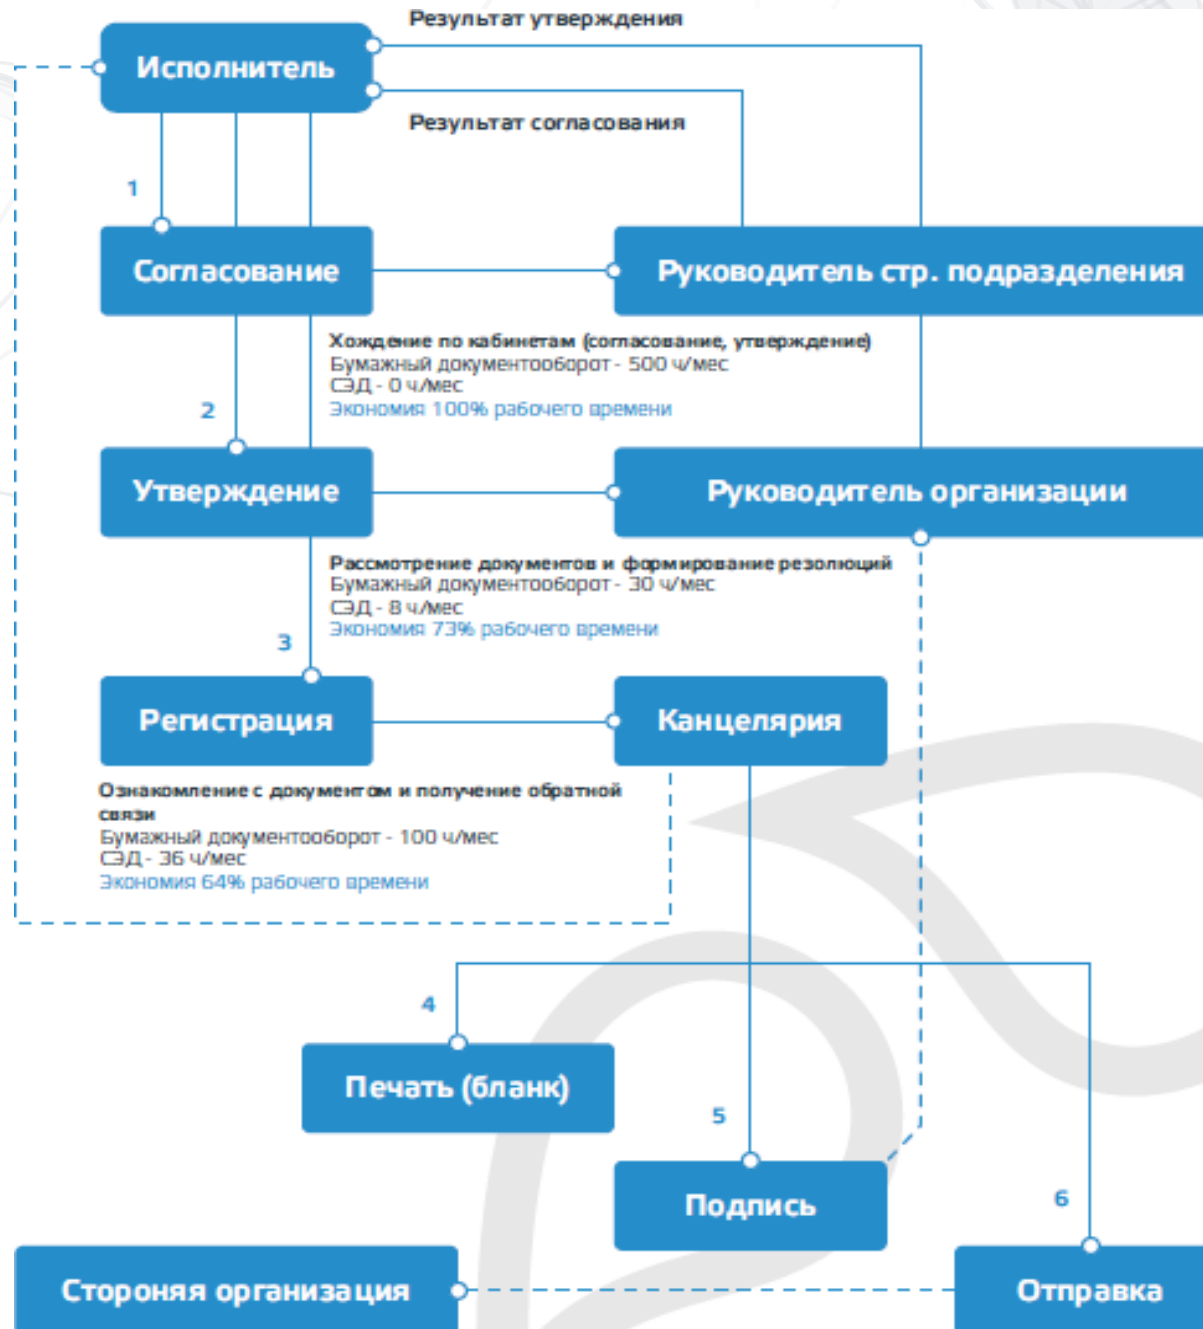 Результат утверждения
Исполнитель
Результат согласования
1
Согласование
Руководитель стр. подразделения
Хождение по кабинетам (согласование, утверждение)
Бумажный документооборот - 500 ч/мес
СЭД - 0 ч/мес
Экономия 100% рабочего времени
2
Утверждение
Руководитель организации
Рассмотрение документов и формирование резолюций
Бумажный документооборот - 30 ч/мес
СЭД - 8 ч/мес
Экономия 73% рабочего времени
3
Регистрация
Канцелярия
Ознакомление с документом и получение обратной
связи
Бумажный документооборот - 100 ч/мес
СЭД - 36 ч/мес
Экономия 64% рабочего времени
4
Печать (бланк)
5
Подпись
6
Стороняя организация
Отправка